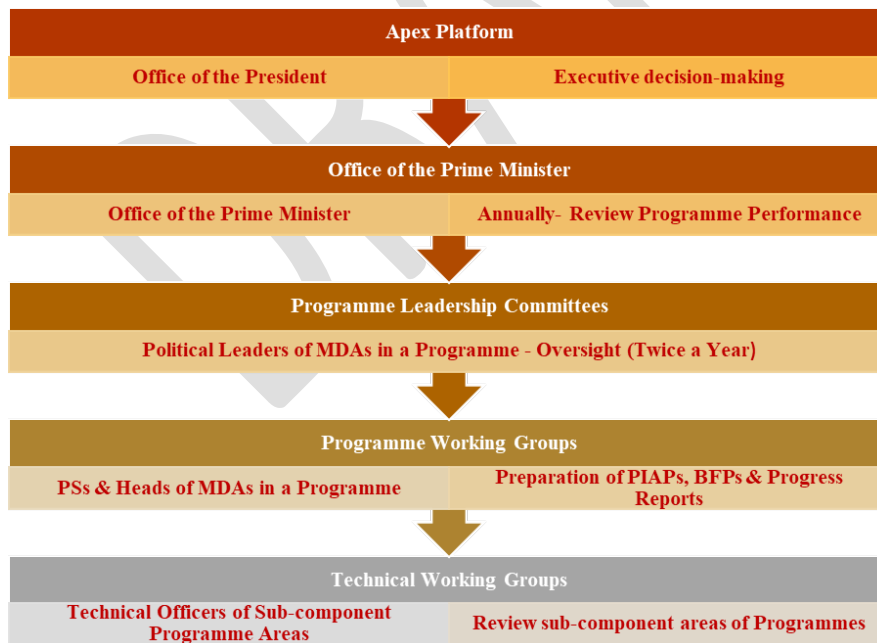 Apex Platform
Office of the President
Executive decision-making
Office of the Prime Minister
Office of the Prime Minister
Annually- Review Programme Performance
Programme Leadership Committees
Political Leaders of MDAs in a Programme - Oversight (Twice a Year)
Programme Working Groups
PSs & Heads of MDAs in a Programme
Preparation of PIAPs, BFPs & Progress
Reports
Technical Working Groups
Technical Officers of Sub-component
Programme Areas
Review sub-component areas of Programmes